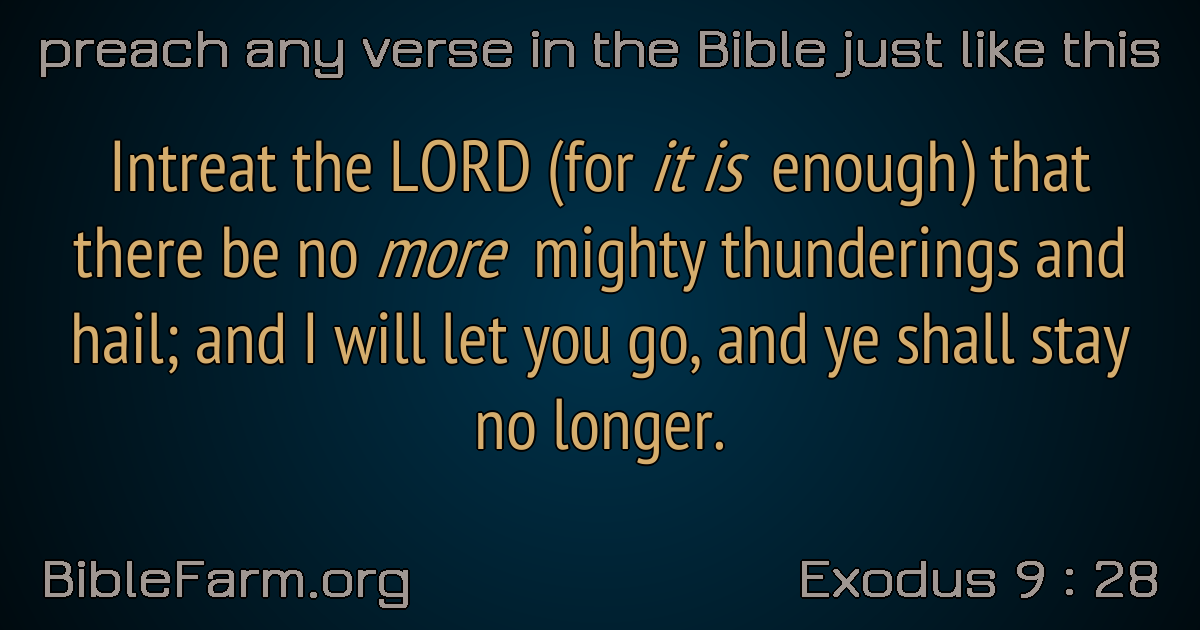 preach any verse in the Bible just like this
Intreat the LORD (for it is enough) that
there be no more mighty thunderings and
hail; and I will let you go, and ye shall stay
no longer.
BibleFarm.org
Exodus 9 : 28